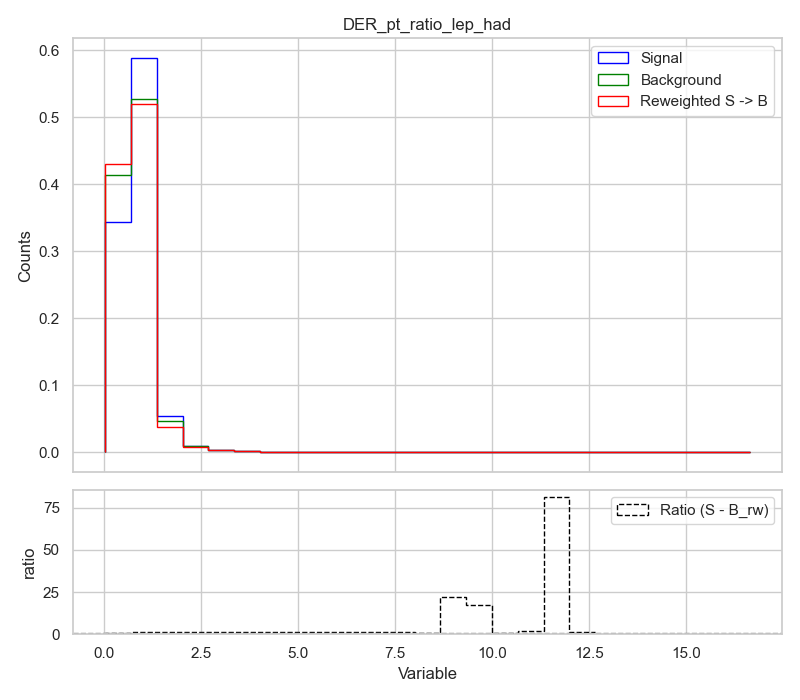 DER_pt_ratio_lep_had
Signal
Background
Reweighted S -> B
Counts
0.6
0.5
0.4
0.3
0.2
0.1
0.0
Ratio (S - B_rw)
ratio
75
50
25
0
0.0 2.5 5.0 7.5 10.0 12.5 15.0
Variable